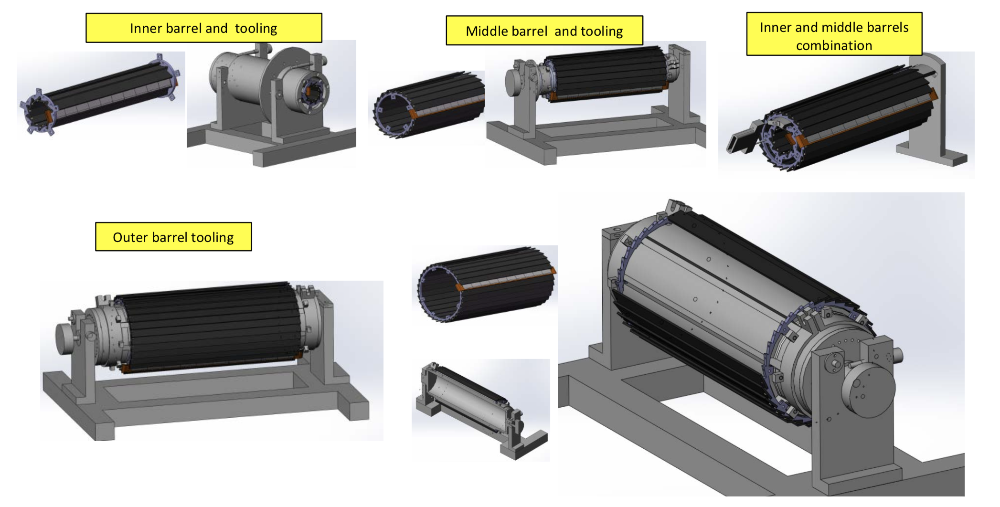 Inner barrel and tooling
Middle barrel and tooling
Inner and middle barrels
combination
Outer barrel tooling